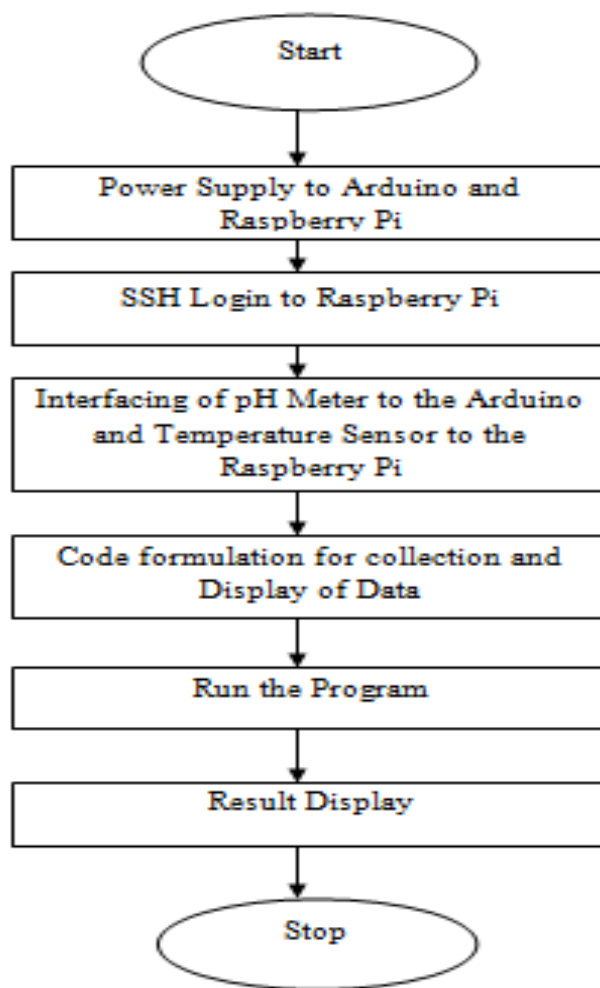 Start
Power Supply to Arduino and
Raspberry Pi
SSH Login to Raspberry Pi
Interfacing of pH Meter to the Arduino
and Temperature Sensor to the
Raspberry Pi
Code formulation for collection and
Display of Data
Run the Program
Result Display
Stop